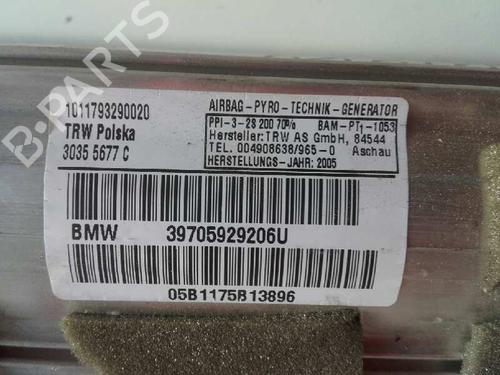 1011793290020
TRW Polska
3035 5677 C
AIRBAG-PYRO-TECHNIK-GENERATOR
PPI-3-28 200 70% BAM-PT1-1053
Hersteller: TRW AS GmbH, 84544
TEL. 004908638/965-0 Aschau
HERSTELLUNGS-JAHR: 2005
BMW 39705929206U
05B1175B13896
B-PARTS